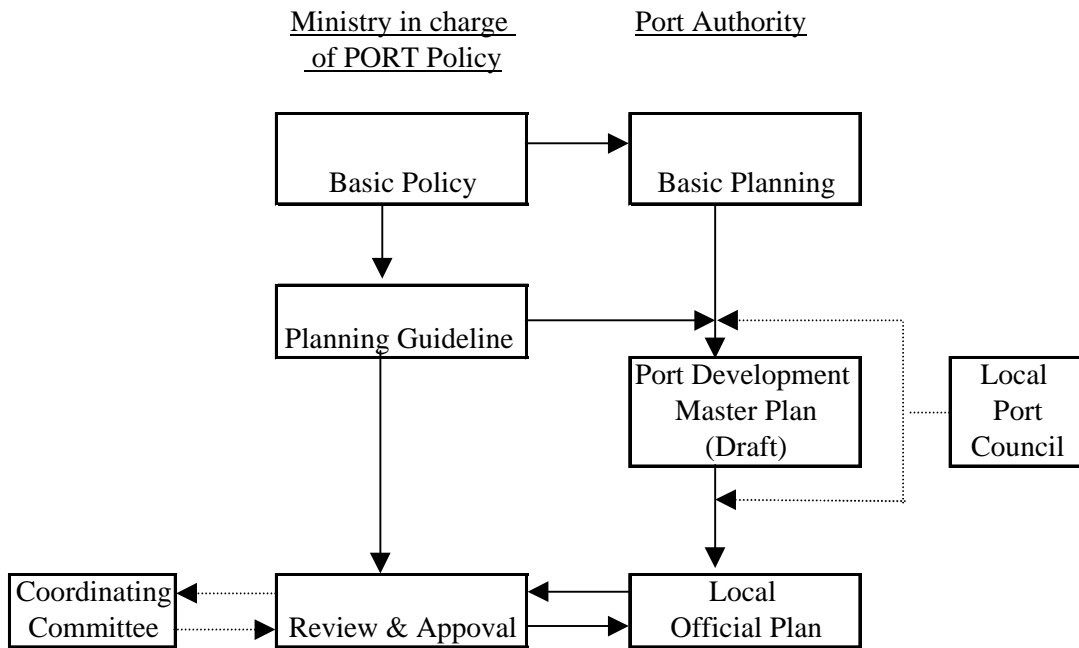 Ministry in charge
of PORT Policy
Port Authority
Basic Policy
Basic Planning
Planning Guideline
Port Development
Master Plan
(Draft)
Local
Port
Council
Coordinating
Committee
Review & Appoval
Local
Official Plan